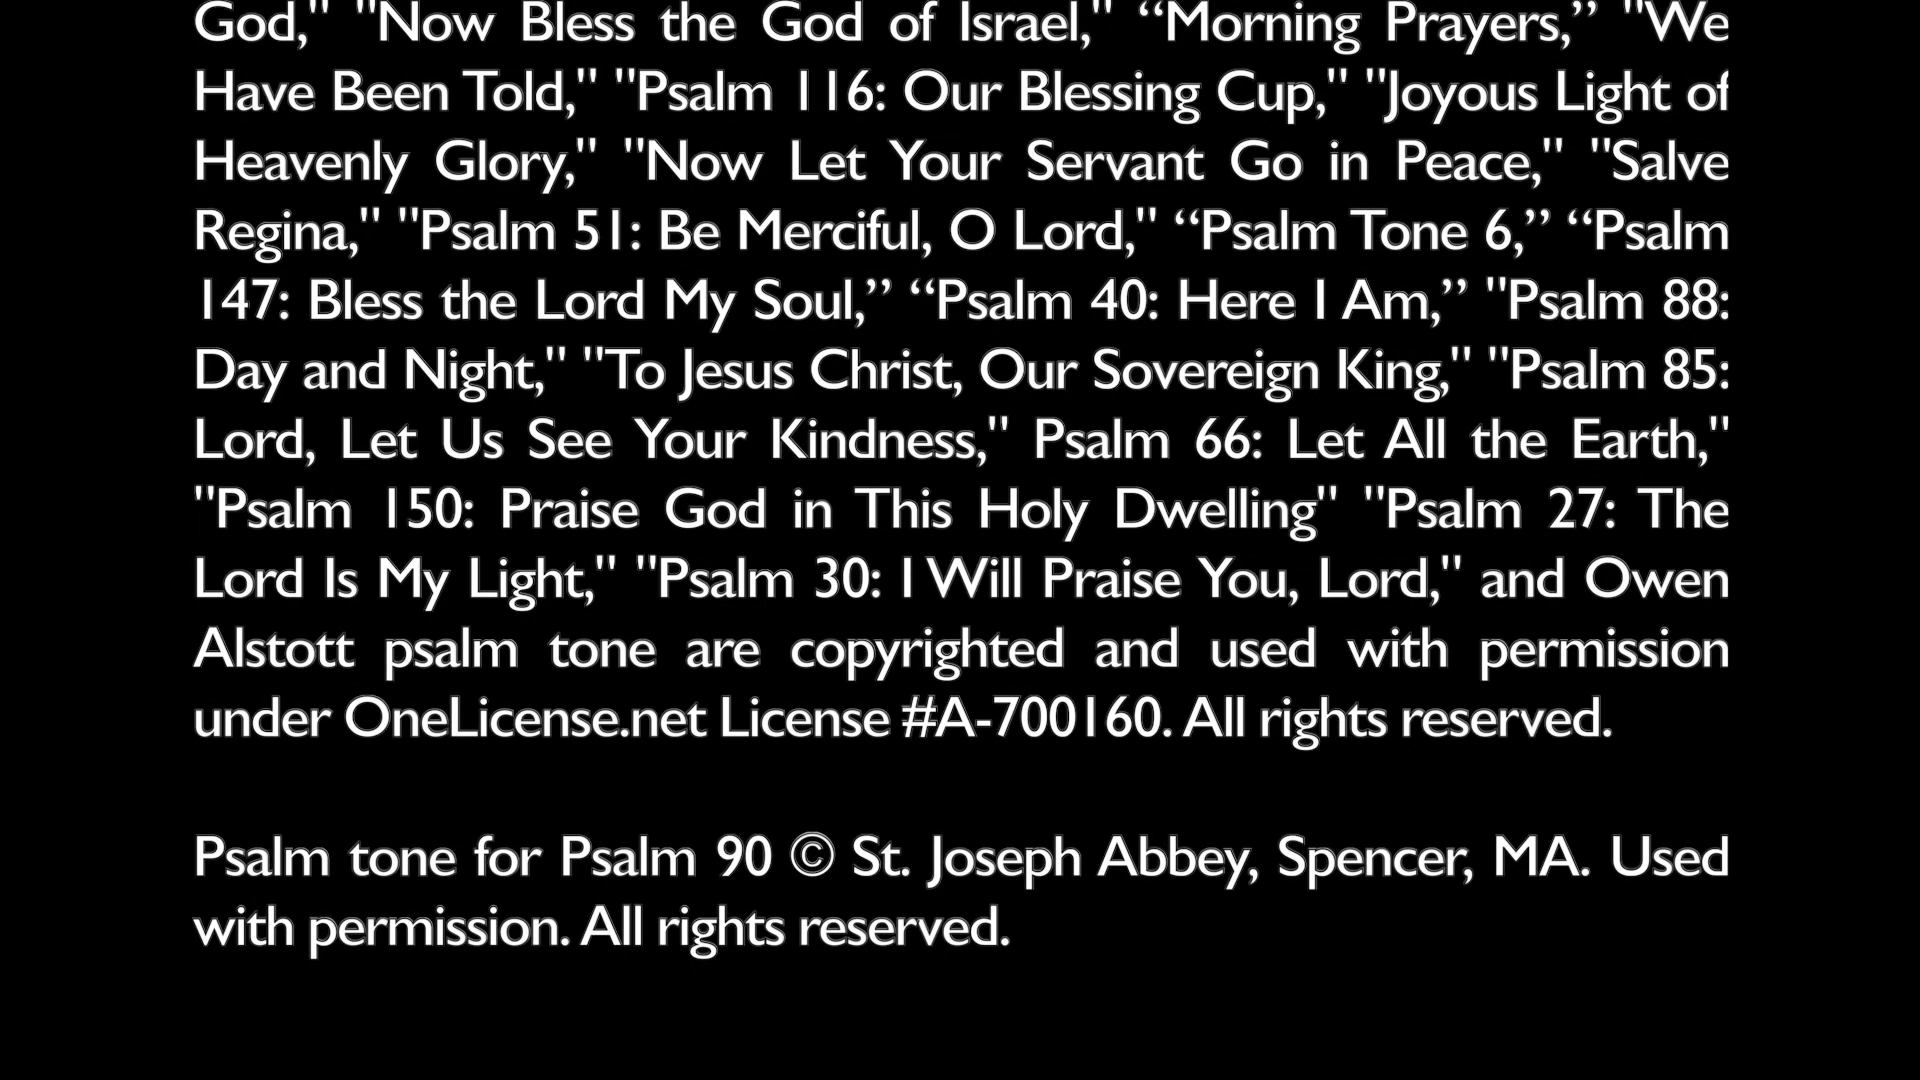 God," "Now Bless the God of Israel," “Morning Prayers,” "We
Have Been Told," "Psalm 116: Our Blessing Cup," "Joyous Light of
Heavenly Glory," "Now Let Your Servant Go in Peace," "Salve
Regina," "Psalm 51: Be Merciful, O Lord," “Psalm Tone 6,” “Psalm
147: Bless the Lord My Soul,” “Psalm 40: Here I Am,” "Psalm 88:
Day and Night," "To Jesus Christ, Our Sovereign King," "Psalm 85:
Lord, Let Us See Your Kindness," Psalm 66: Let All the Earth,"
"Psalm 150: Praise God in This Holy Dwelling" "Psalm 27: The
Lord Is My Light," "Psalm 30: I Will Praise You, Lord," and Owen
Alstott psalm tone are copyrighted and used with permission
under OneLicense.net License #A-700160. All rights reserved.
Psalm tone for Psalm 90 © St. Joseph Abbey, Spencer, MA. Used
with permission. All rights reserved.